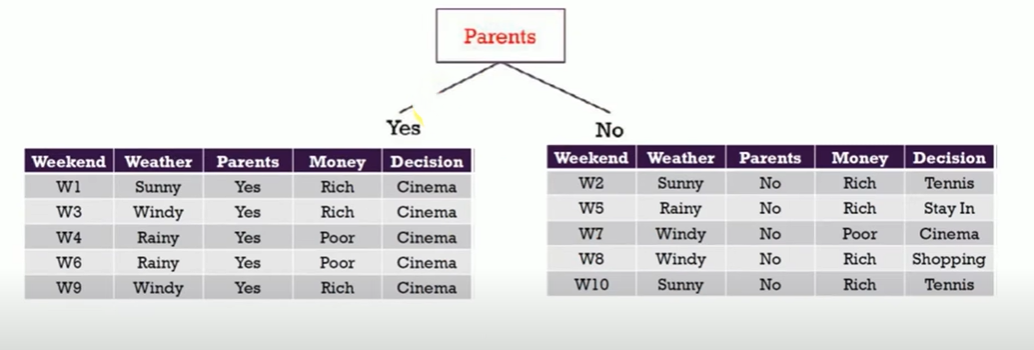 Parents
Yes
No
Weekend Weather Parents Money Decision
W1 Sunny Yes Rich Cinema
W3 Windy Yes Rich Cinema
W4 Rainy Yes Poor Cinema
W6 Rainy Yes Poor Cinema
W9 Windy Yes Rich Cinema
Weekend Weather Parents Money Decision
W2 Sunny No Rich Tennis
W5 Rainy No Rich Stay In
W7 Windy No Poor Cinema
W8 Windy No Rich Shopping
W10 Sunny No Rich Tennis